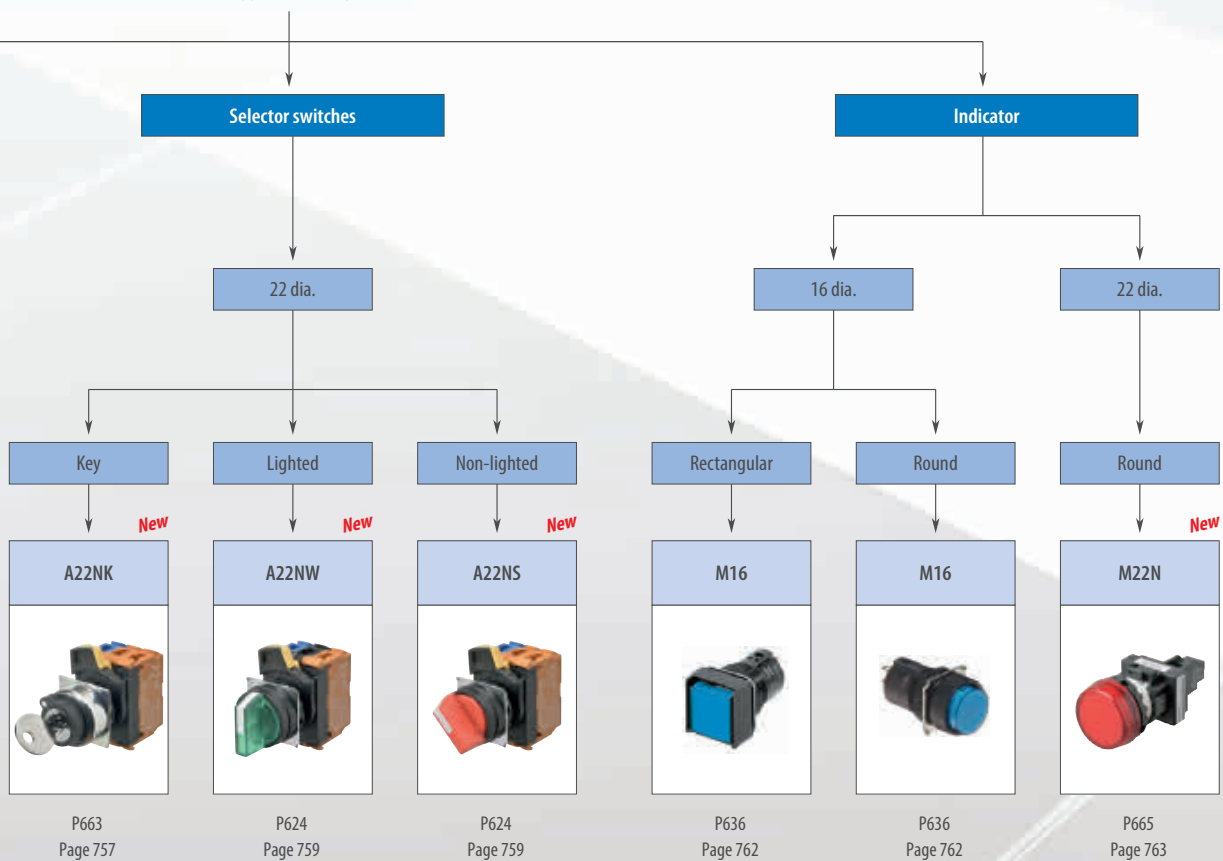 Selector switches
Indicator
22 dia.
16 dia.
22 dia.
Key
Lighted
Non-lighted
Rectangular
Round
Round
New
New
New
New
A22NK
A22NW
A22NS
M16
M16
M22N
P663
P624
P624
P636
P636
P665
Page 757
Page 759
Page 759
Page 762
Page 762
Page 763